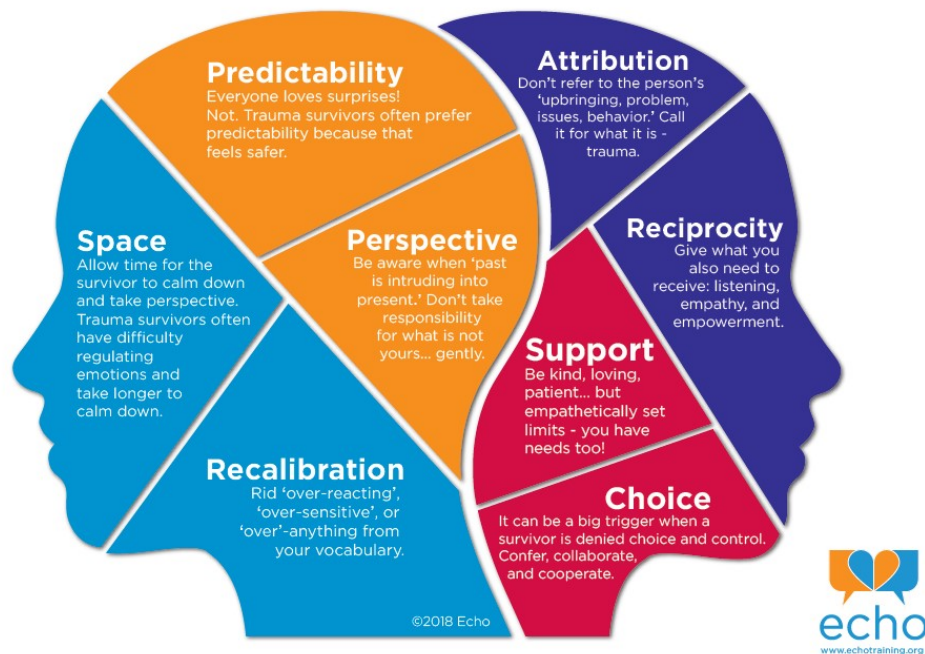 Predictability
Everyone loves surprises!
Not. Trauma survivors often prefer
predictability because that
feels safer.
Attribution
Don't refer to the person's
'upbringing, problem,
issues, behavior.' Call
it for what it is -
trauma.
Space
Allow time for the
survivor to calm down
and take perspective.
Trauma survivors often
have difficulty
regulating
emotions and
take longer to
calm down.
Perspective
Be aware when 'past
is intruding into
present.' Don't take
responsibility
for what is not
yours... gently.
Reciprocity
Give what you
also need to
receive: listening,
empathy, and
empowerment.
Support
Be kind, loving,
patient... but
empathetically set
limits - you have
needs too!
Recalibration
Rid 'over-reacting',
'over-sensitive', or
'over'-anything from
your vocabulary.
Choice
It can be a big trigger when a
survivor is denied choice and control.
Confer, collaborate,
and cooperate.
©2018 Echo
echo
www.echotraining.org